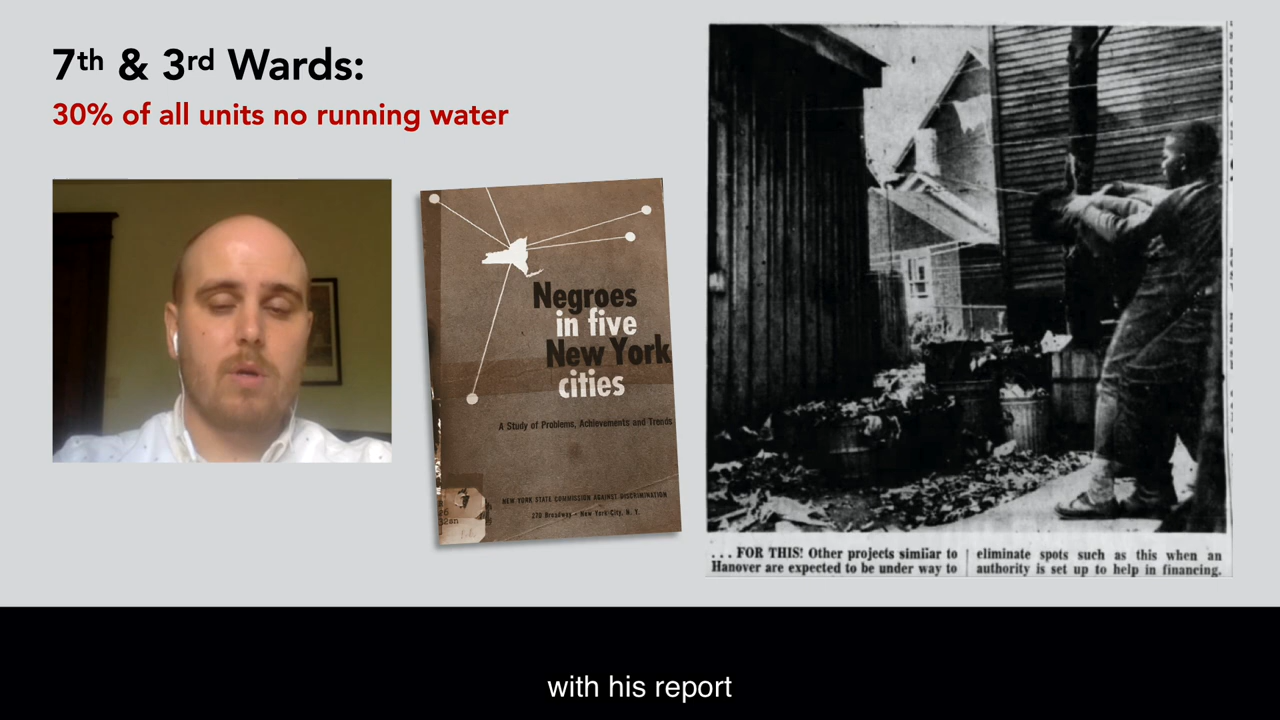 7th & 3rd Wards:
30% of all units no running water
Negroes
in five
New York
cities
A Study of Problems, Achievements and Trends
NEW YORK STATE COMMISSION AGAINST DISCRIMINATION
270 Broadway • New York City, N. Y.
... FOR THIS! Other projects similar to
Hanover are expected to be under way to
eliminate spots such as this when an
authority is set up to help in financing.
with his report